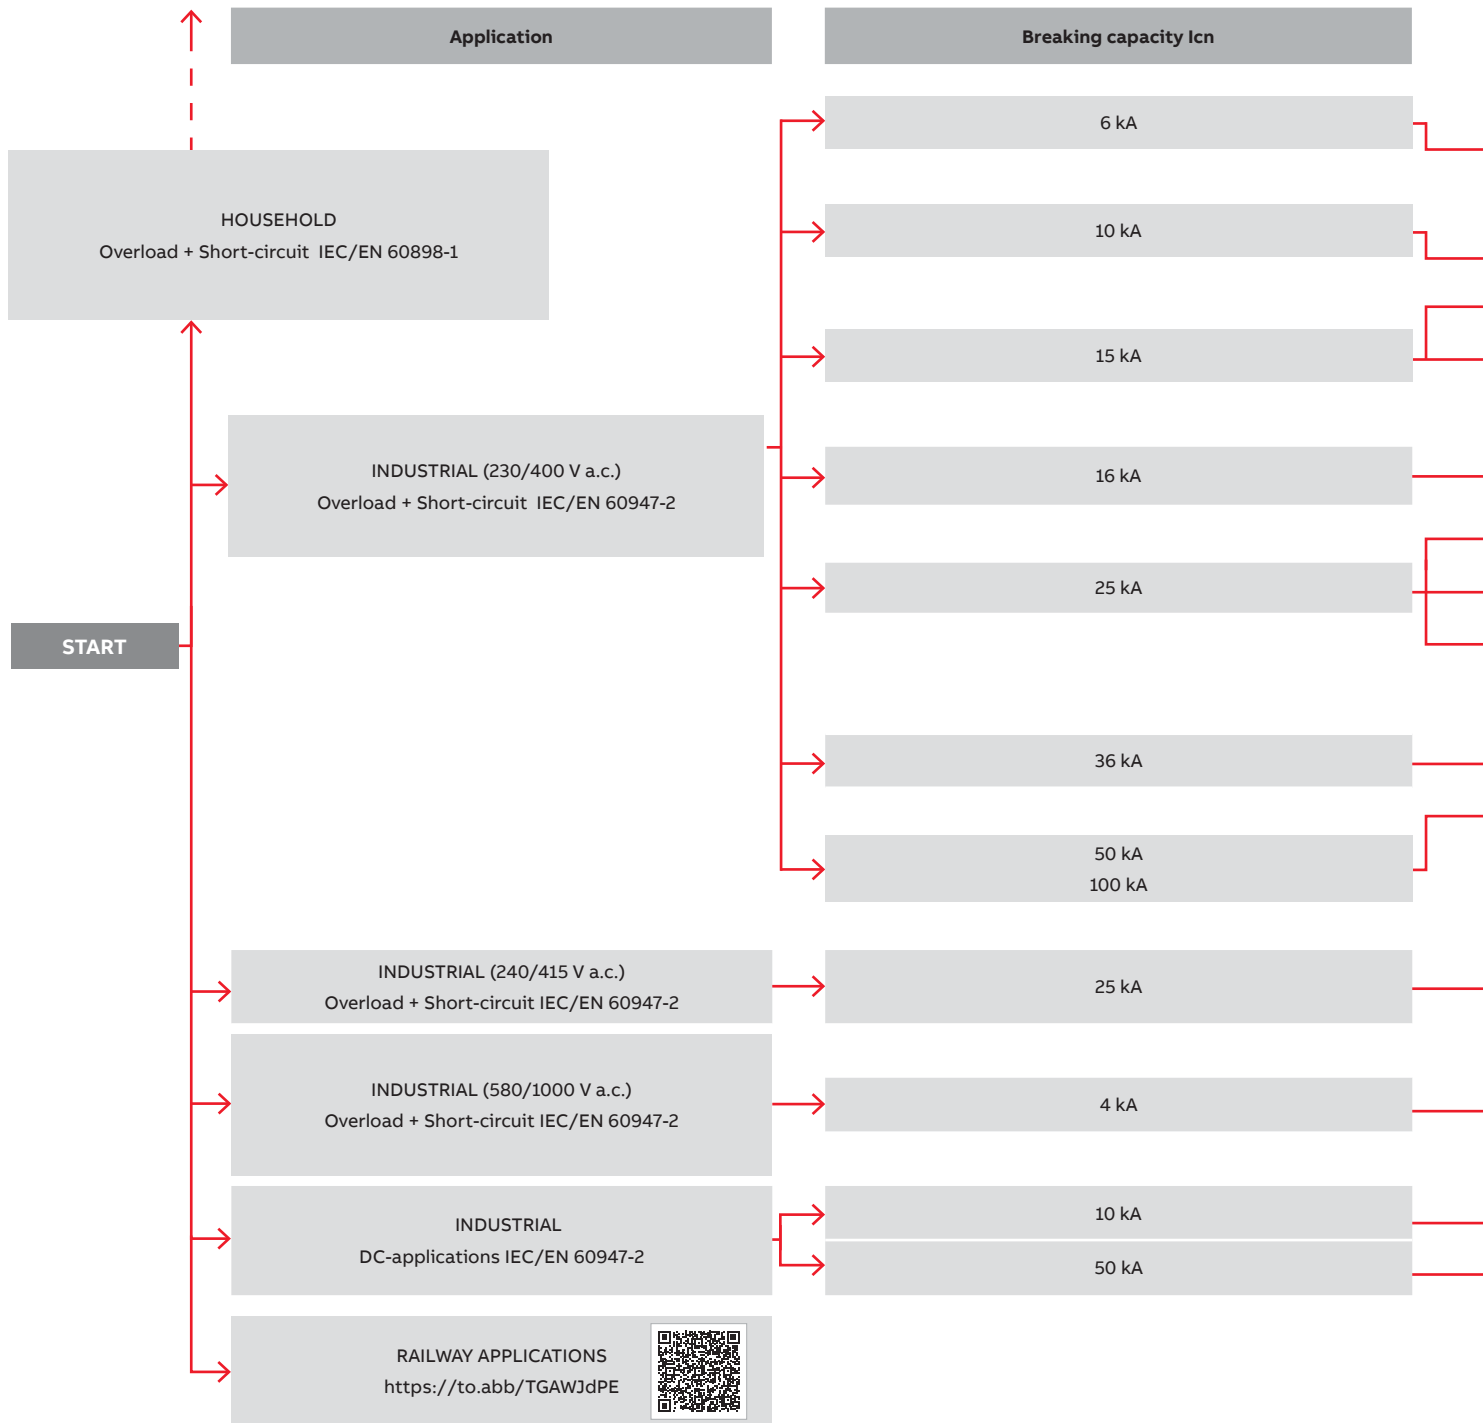 Application
Breaking capacity Icn
6 kA
HOUSEHOLD
Overload + Short-circuit IEC/EN 60898-1
10 kA
15 kA
INDUSTRIAL (230/400 V a.c.)
Overload + Short-circuit IEC/EN 60947-2
16 kA
25 kA
START
36 kA
50 kA
100 kA
INDUSTRIAL (240/415 V a.c.)
Overload + Short-circuit IEC/EN 60947-2
25 kA
INDUSTRIAL (580/1000 V a.c.)
Overload + Short-circuit IEC/EN 60947-2
4 kA
INDUSTRIAL
DC-applications IEC/EN 60947-2
10 kA
50 kA
RAILWAY APPLICATIONS
https://to.abb/TGAWJdPE